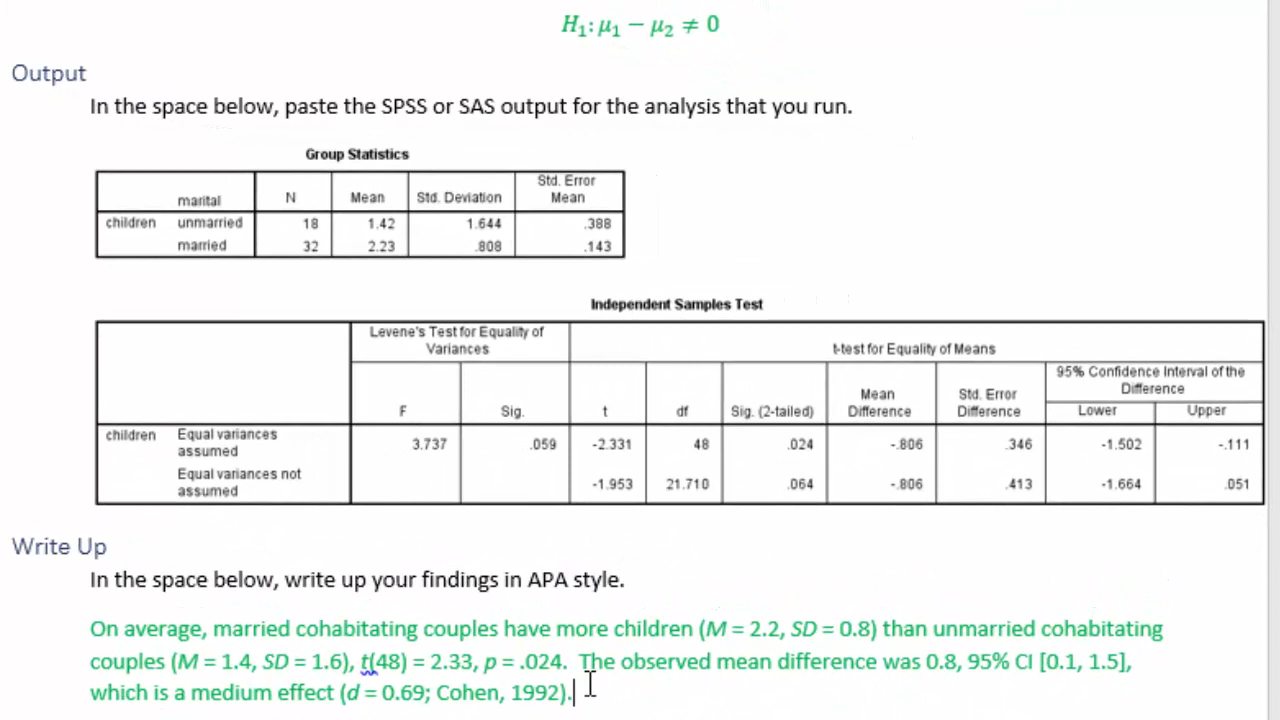 H₁: μ₁ − μ₂ ≠ 0
Output
In the space below, paste the SPSS or SAS output for the analysis that you run.
Group Statistics
marital N Mean Std. Deviation Std. Error Mean
children unmarried 18 1.42 1.644 .388
married 32 2.23 .808 .143
Independent Samples Test
Levene's Test for Equality of Variances t-test for Equality of Means
95% Confidence Interval of the Difference
F Sig. t df Sig. (2-tailed) Mean Difference Std. Error Difference Lower Upper
children Equal variances assumed 3.737 .059 -2.331 48 .024 -.806 .346 -1.502 -.111
Equal variances not assumed -1.953 21.710 .064 -.806 .413 -1.664 .051
Write Up
In the space below, write up your findings in APA style.
On average, married cohabitating couples have more children (M = 2.2, SD = 0.8) than unmarried cohabitating
couples (M = 1.4, SD = 1.6), t(48) = 2.33, p = .024. The observed mean difference was 0.8, 95% CI [0.1, 1.5],
which is a medium effect (d = 0.69; Cohen, 1992).